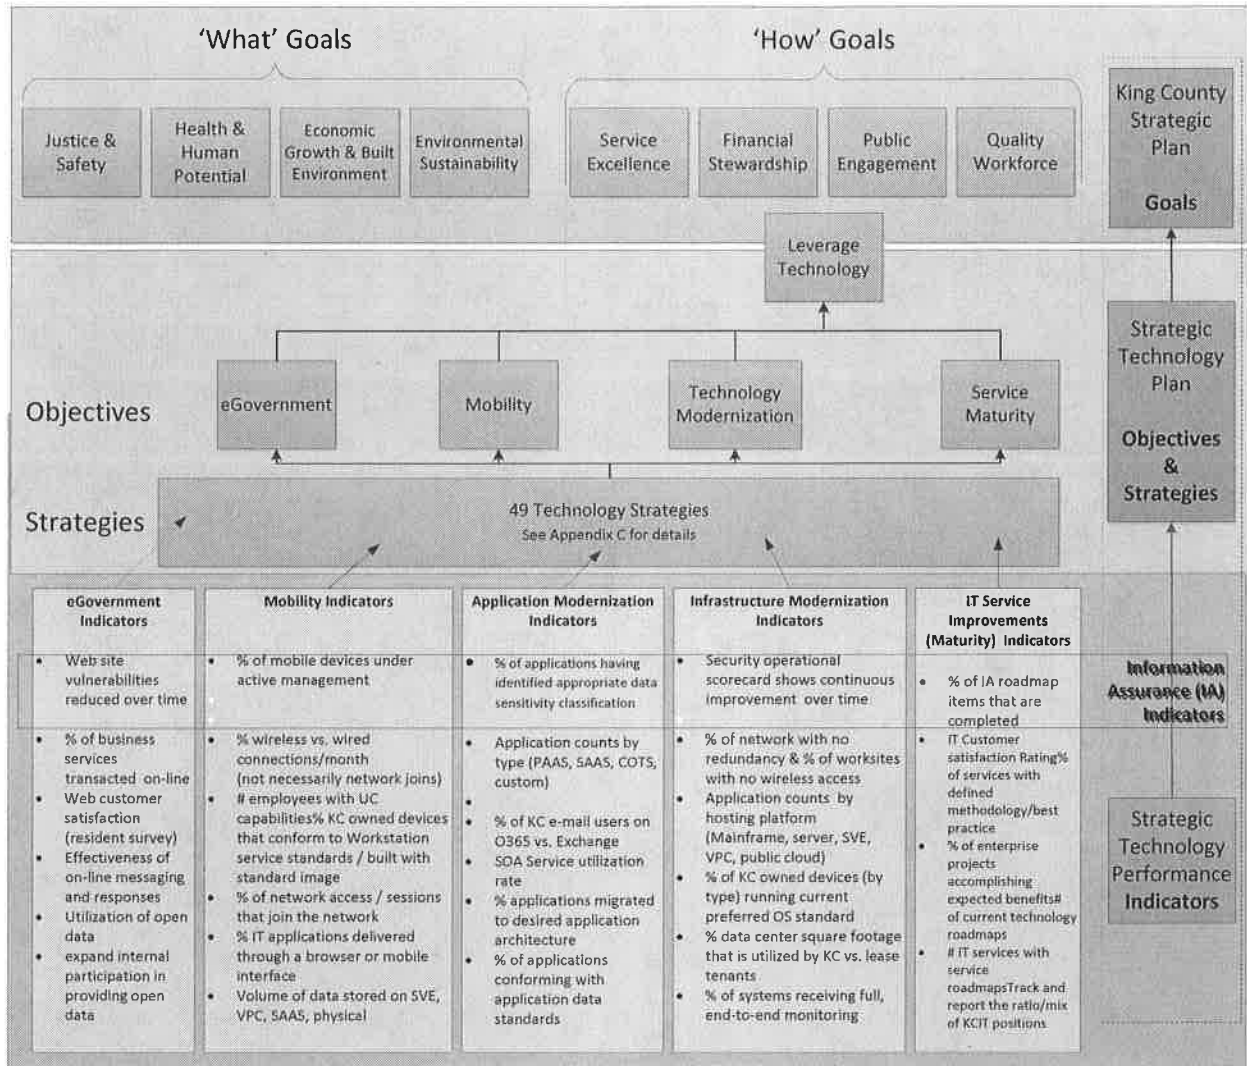 'What' Goals
'How' Goals
Justice &
Safety
Health &
Human
Potential
Economic
Growth & Built
Environment
Environmental
Sustainability
Service
Excellence
Financial
Stewardship
Public
Engagement
Quality
Workforce
King County
Strategic
Plan
Goals
Leverage
Technology
Objectives
eGovernment
Mobility
Technology
Modernization
Service
Maturity
Strategic
Technology
Plan
Objectives
&
Strategies
Strategies
49 Technology Strategies
See Appendix C for details
eGovernment
Indicators
• Web site
vulnerabilities
reduced over time
• % of business
services
transacted on-line
• Web customer
satisfaction
(resident survey)
• Effectiveness of
on-line messaging
and responses
• Utilization of open
data
• expand internal
participation in
providing open
data
Mobility Indicators
• % of mobile devices under
active management
• % wireless vs. wired
connections/month
(not necessarily network joins)
• # employees with UC
capabilities% KC owned devices
that conform to Workstation
service standards / built with
standard image
• % of network access / sessions
that join the network
• % IT applications delivered
through a browser or mobile
interface
• Volume of data stored on SVE,
VPC, SAAS, physical
Application Modernization
Indicators
• % of applications having
identified appropriate data
sensitivity classification
• Application counts by
type (PAAS, SAAS, COTS,
custom)
•
• % of KC e-mail users on
O365 vs. Exchange
• SOA Service utilization
rate
• % applications migrated
to desired application
architecture
• % of applications
conforming with
application data
standards
Infrastructure Modernization
Indicators
• Security operational
scorecard shows continuous
improvement over time
• % of network with no
redundancy & % of worksites
with no wireless access
• Application counts by
hosting platform
(Mainframe, server, SVE,
VPC, public cloud)
• % of KC owned devices (by
type) running current
preferred OS standard
• % data center square footage
that is utilized by KC vs. lease
tenants
• % of systems receiving full,
end-to-end monitoring
IT Service
Improvements
(Maturity) Indicators
• % of IA roadmap
items that are
completed
• IT Customer
satisfaction Rating%
of services with
defined
methodology/best
practice
• % of enterprise
projects
accomplishing
expected benefits#
of current technology
roadmaps
• # IT services with
service
roadmapsTrack and
report the ratio/mix
of KCIT positions
Information
Assurance (IA)
Indicators
Strategic
Technology
Performance
Indicators